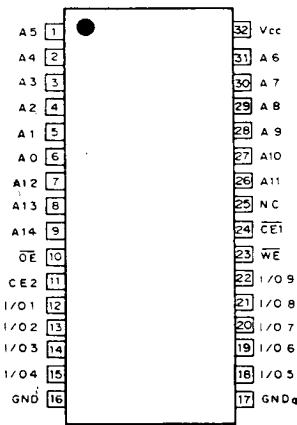 A5 1 32 Vcc
A4 2 31 A6
A3 3 30 A7
A2 4 29 A8
A1 5 28 A9
A0 6 27 A10
A12 7 26 A11
A13 8 25 NC
A14 9 24 C̅E̅1̅
O̅E̅ 10 23 W̅E̅
CE2 11 22 I/O9
I/O1 12 21 I/O8
I/O2 13 20 I/O7
I/O3 14 19 I/O6
I/O4 15 18 I/O5
GND 16 17 GNDq